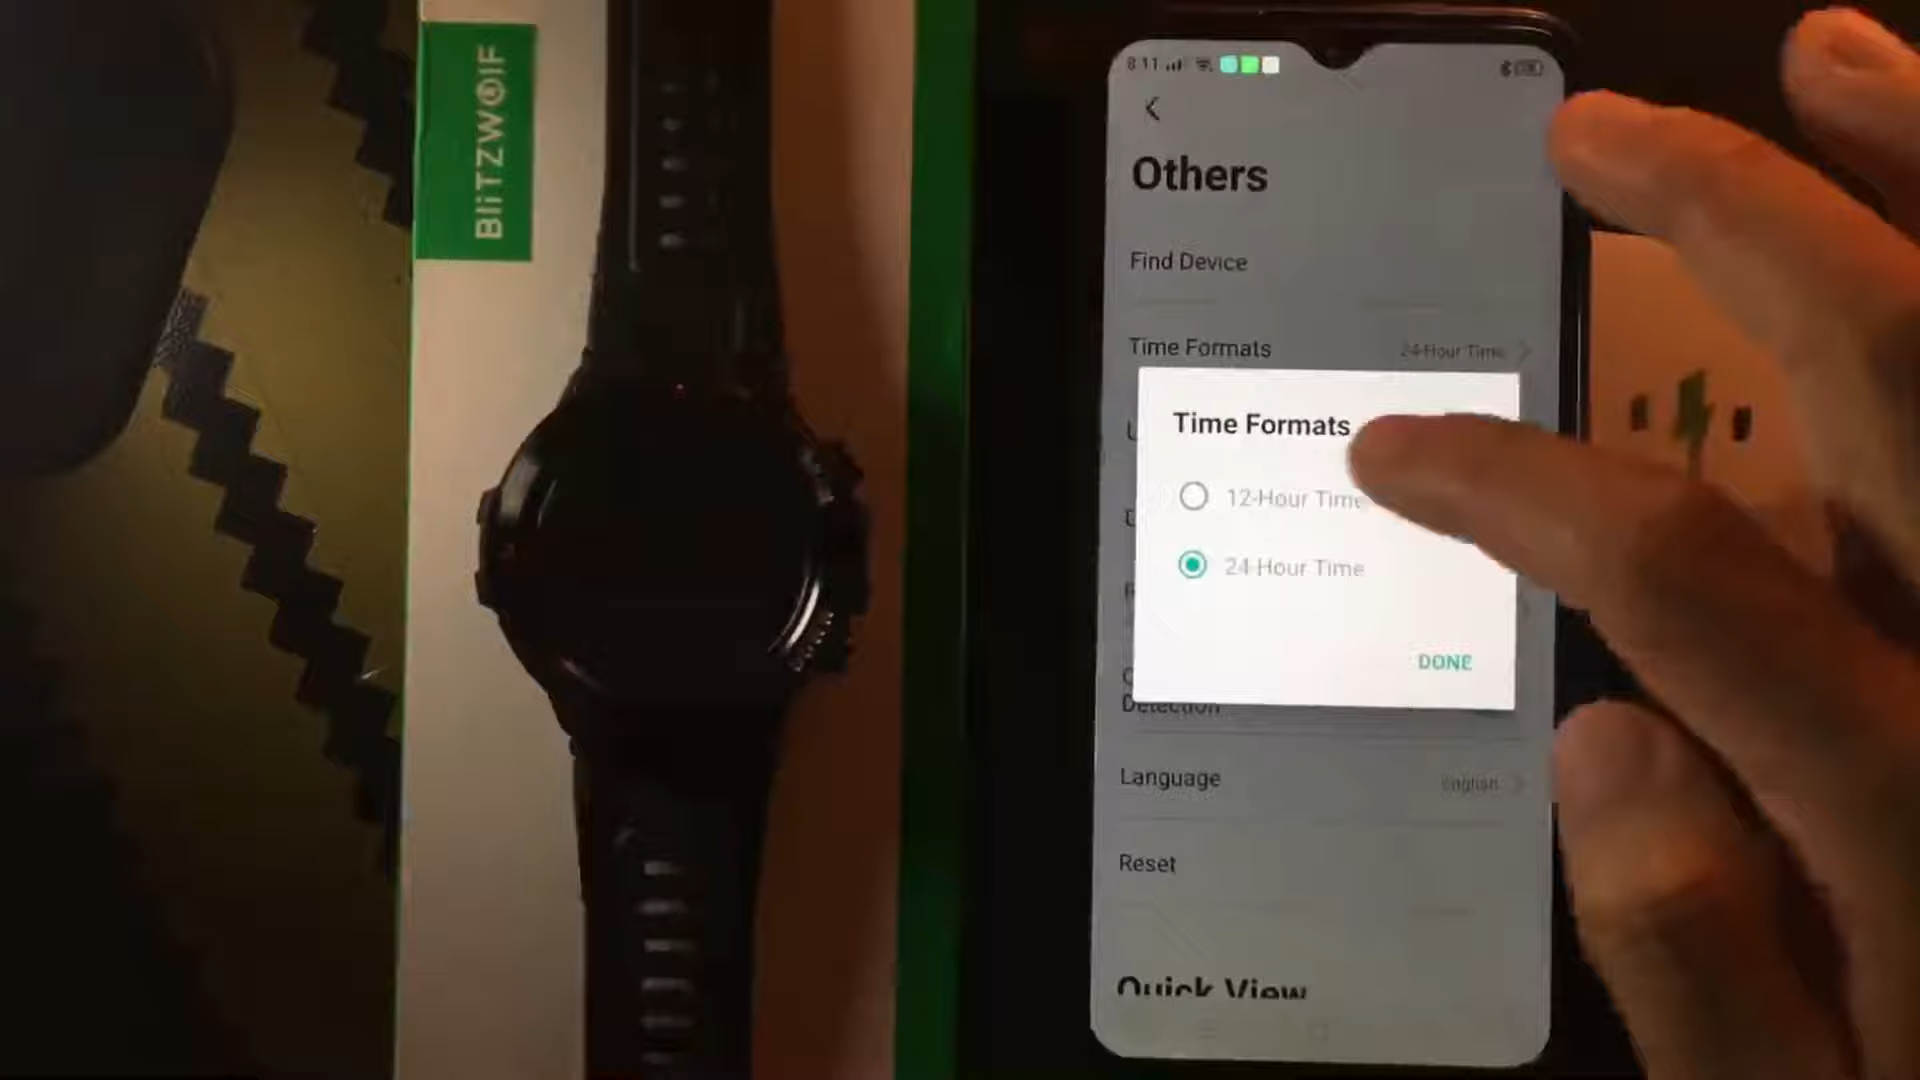 BliTZWOlF
8:11
Others
Find Device
Time Formats
24-Hour Time
Time Formats
12-Hour Time
24-Hour Time
DONE
Detection
Language
English
Reset
Quick View